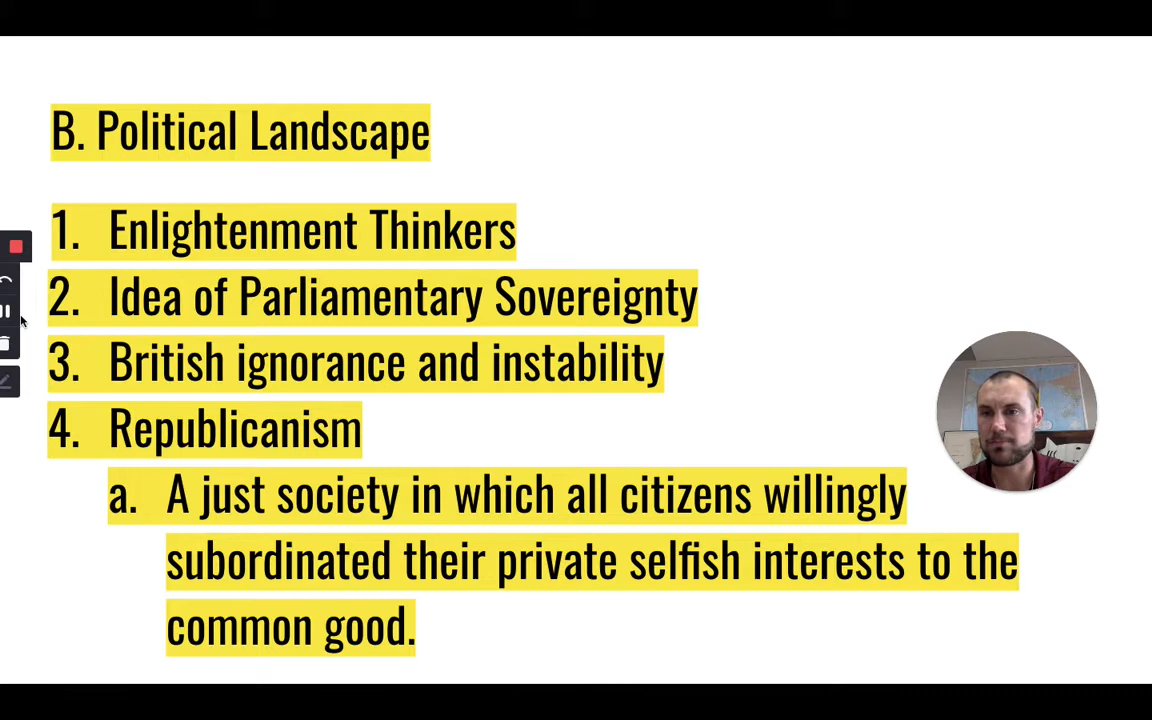 B. Political Landscape
1. Enlightenment Thinkers
2. Idea of Parliamentary Sovereignty
3. British ignorance and instability
4. Republicanism
a. A just society in which all citizens willingly
subordinated their private selfish interests to the
common good.